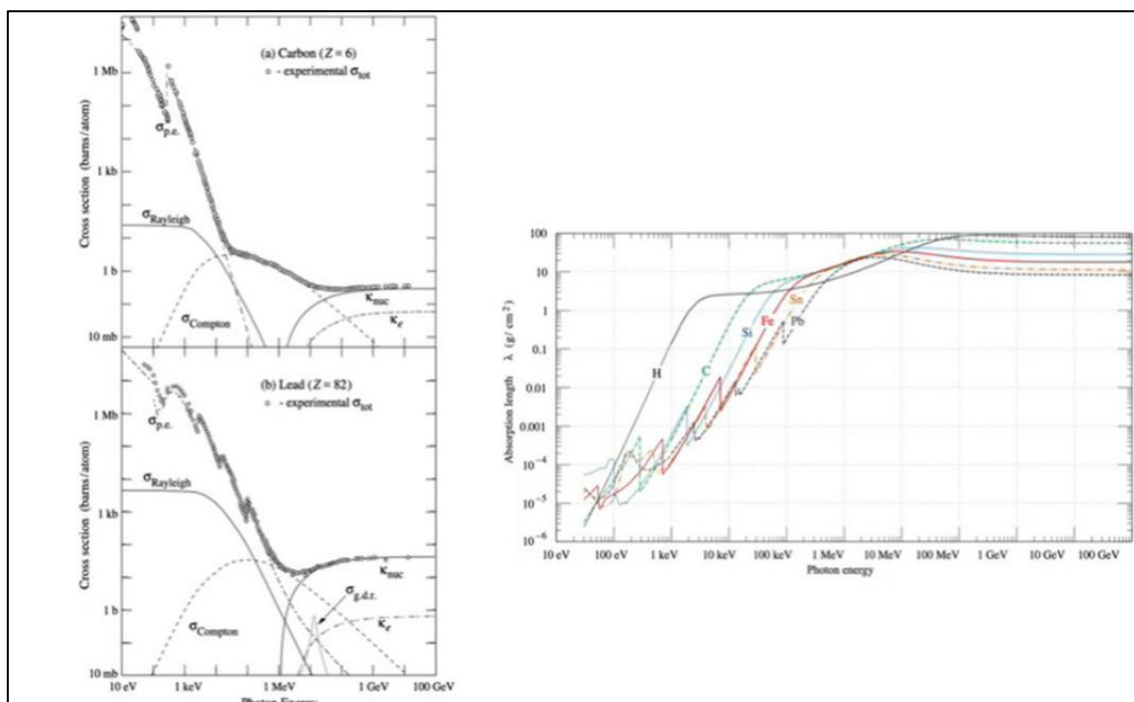 (a) Carbon (Z = 6)
- experimental σtot
Cross section (barns/atom)
1 Mb
σp.e.
1 kb
σRayleigh
1 b
κnuc
σCompton
κe
10 mb
(b) Lead (Z = 82)
- experimental σtot
Cross section (barns/atom)
1 Mb
σp.e.
σRayleigh
1 kb
κnuc
σg.d.r.
1 b
σCompton
κe
10 mb
10 eV 1 keV 1 MeV 1 GeV 100 GeV
Photon Energy
Absorption length λ (g/cm²)
100
10
1
0.1
0.01
0.001
10⁻⁴
10⁻⁵
10⁻⁶
H
C
Si
Fe
Sn
Pb
10 eV 100 eV 1 keV 10 keV 100 keV 1 MeV 10 MeV 100 MeV 1 GeV 10 GeV 100 GeV
Photon energy